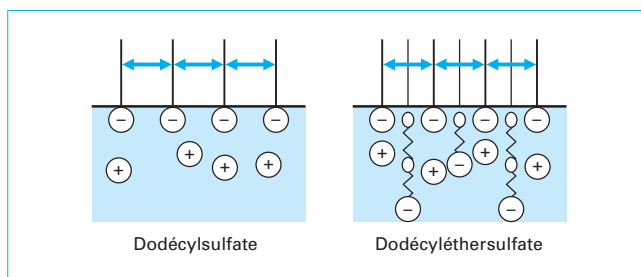 − − − −
+ + + +
Dodécylsulfate
− − − −
+ + + − +
− −
Dodécyléthersulfate